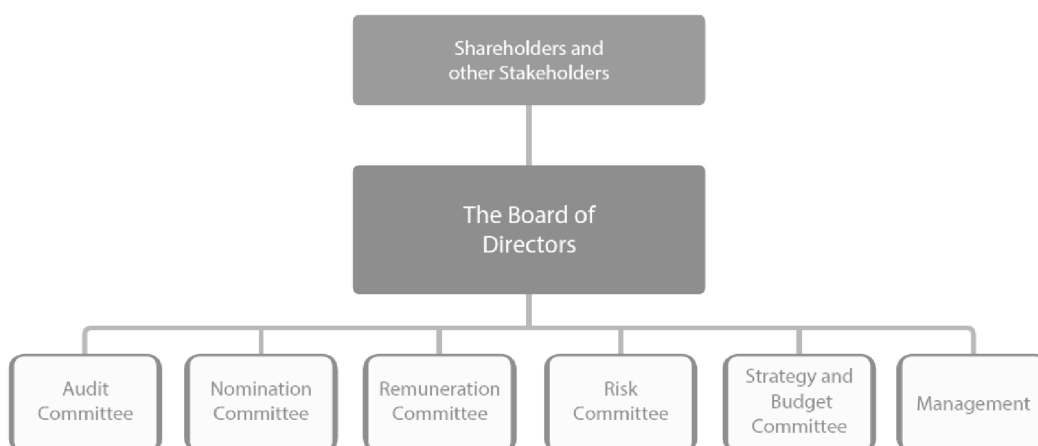 Shareholders and
other Stakeholders
The Board of
Directors
Audit
Committee
Nomination
Committee
Remuneration
Committee
Risk
Committee
Strategy and
Budget
Committee
Management